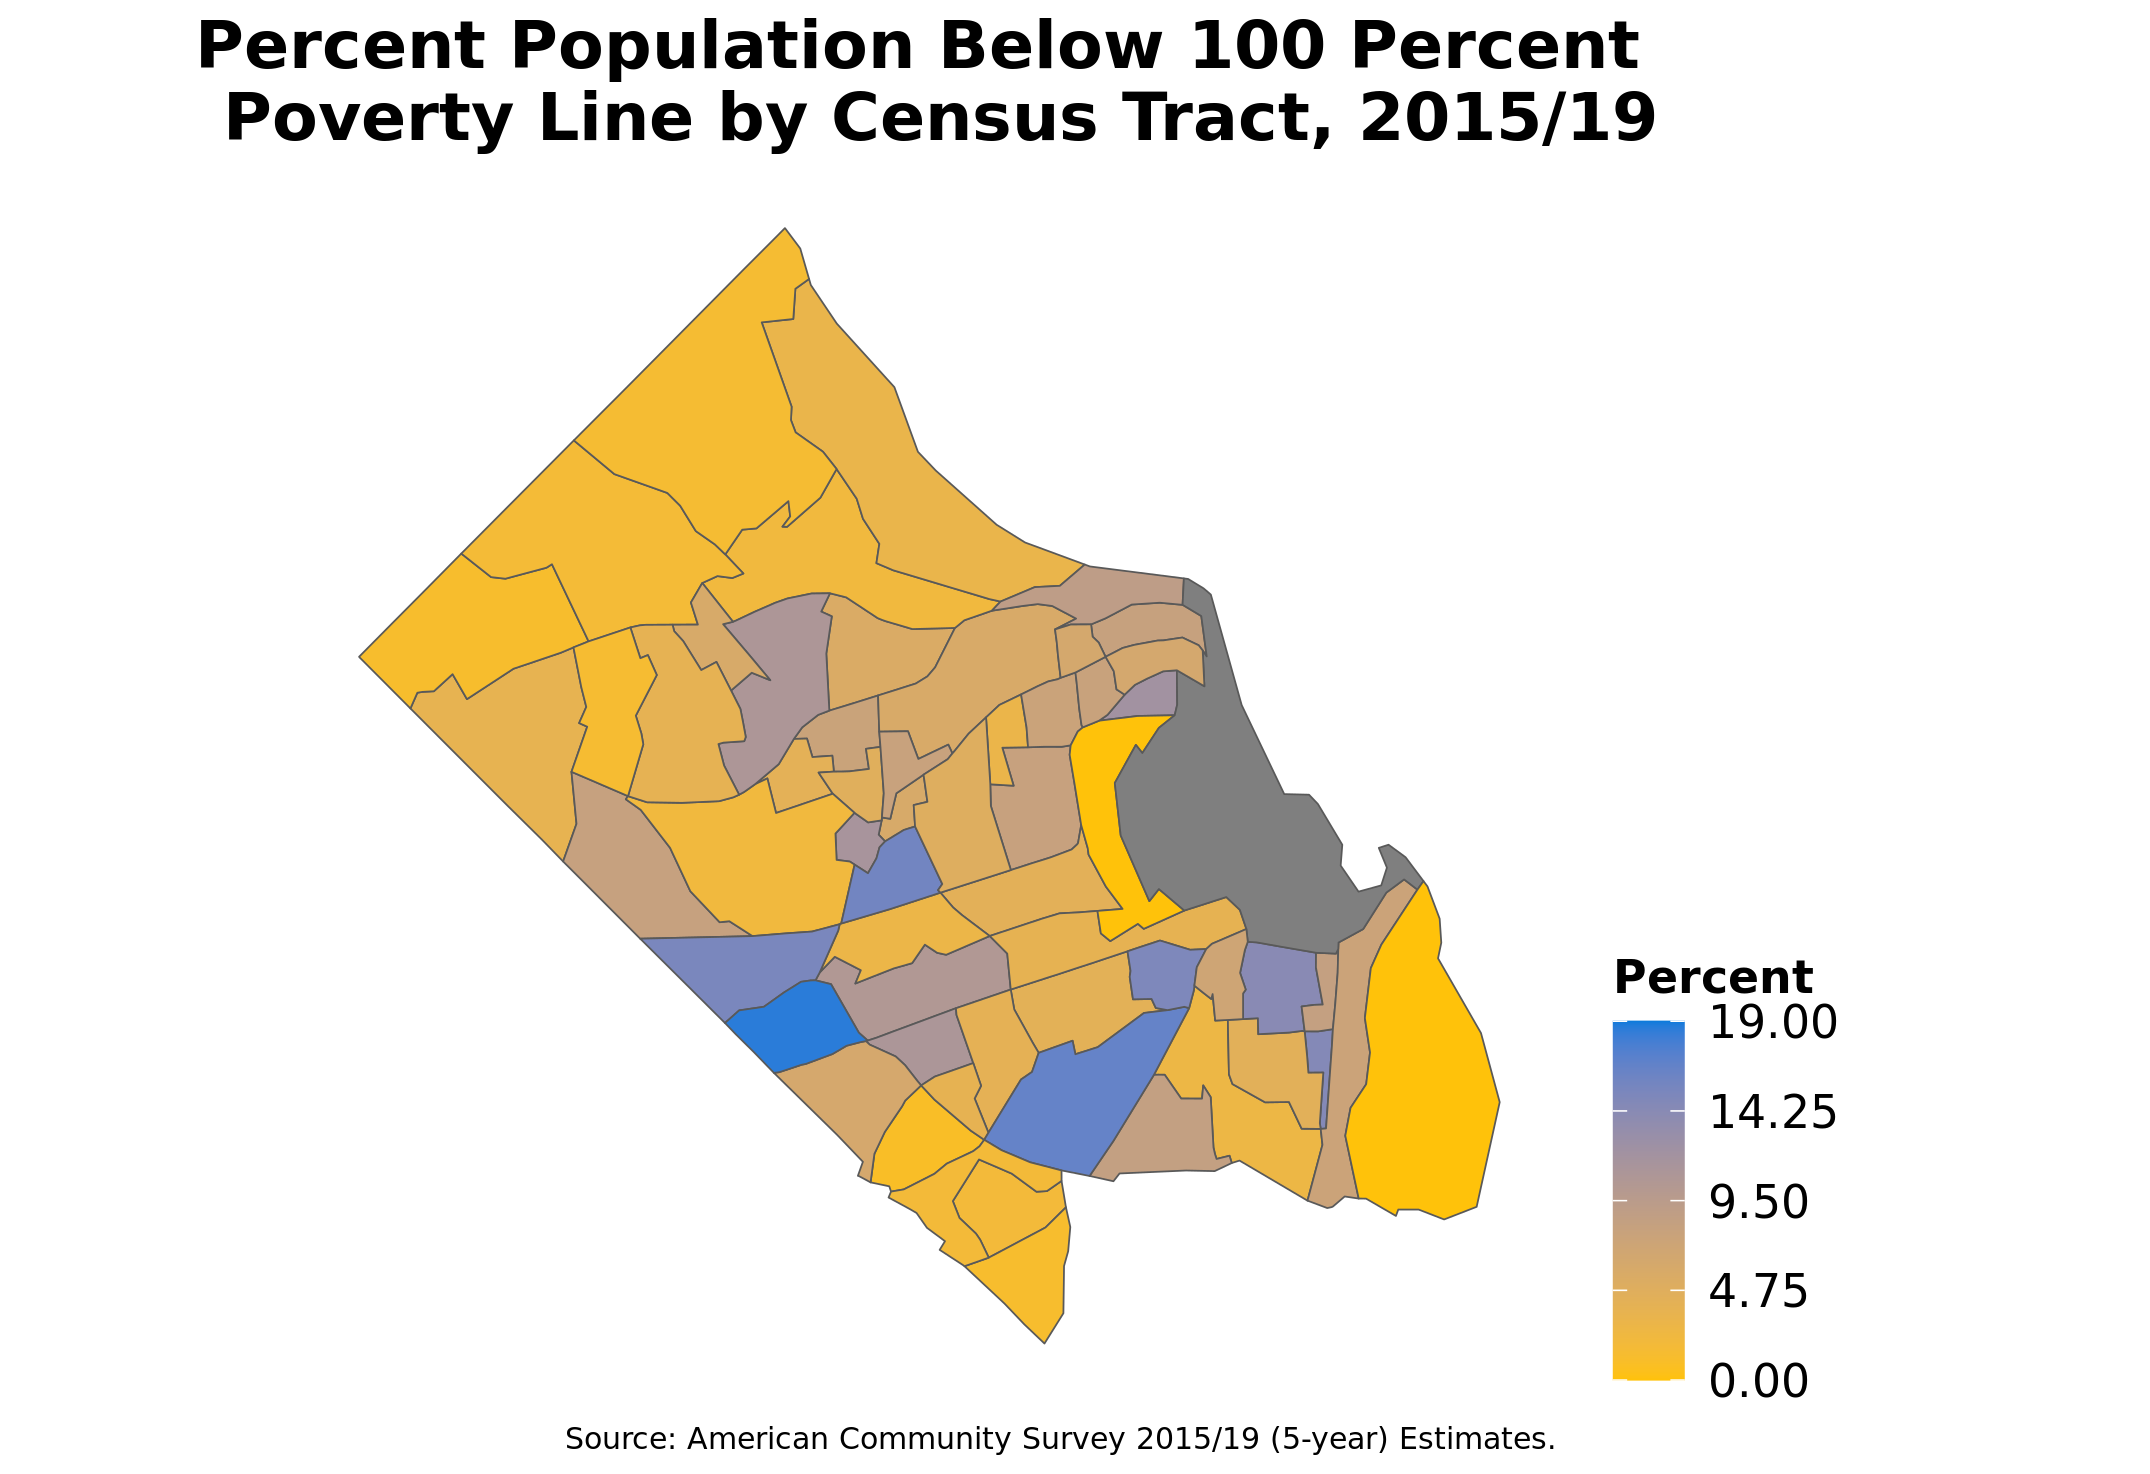 Percent Population Below 100 Percent
Poverty Line by Census Tract, 2015/19
Percent
19.00
14.25
9.50
4.75
0.00
Source: American Community Survey 2015/19 (5-year) Estimates.